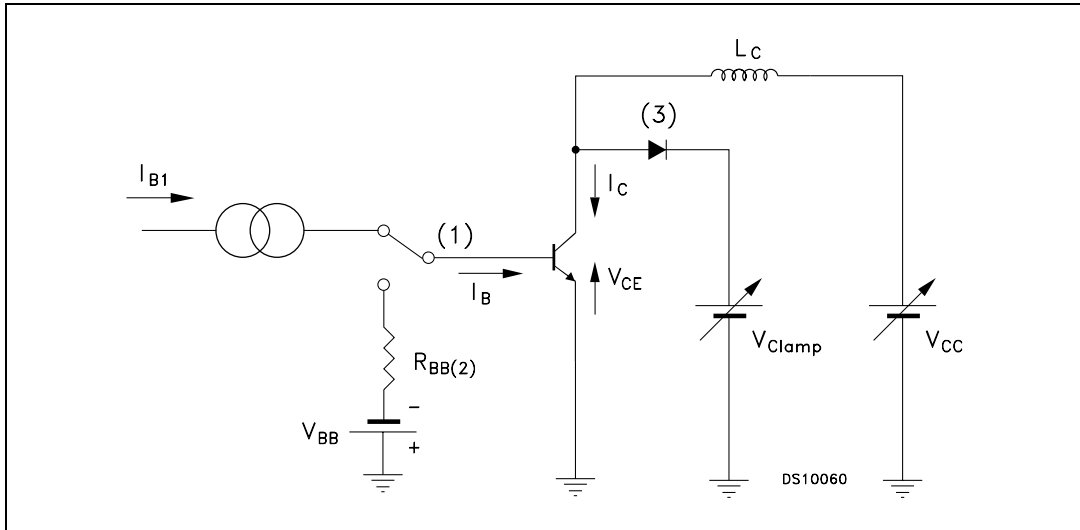 L_C
(3)
I_B1
I_C
(1)
I_B
V_CE
V_Clamp
V_CC
R_BB(2)
V_BB
−
+
DS10060